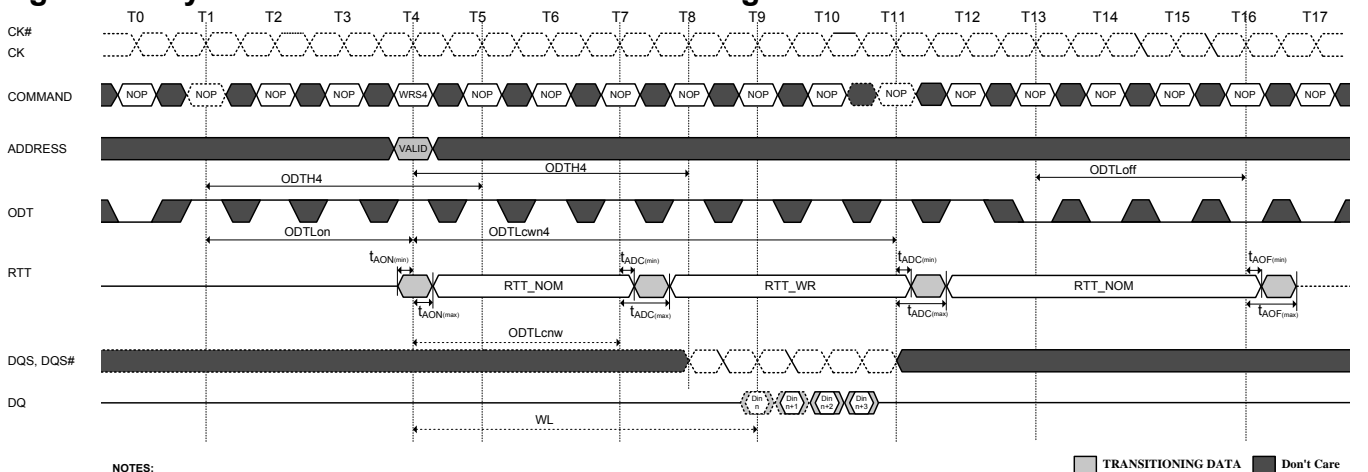 T0 T1 T2 T3 T4 T5 T6 T7 T8 T9 T10 T11 T12 T13 T14 T15 T16 T17
CK#
CK
COMMAND NOP NOP NOP NOP WRS4 NOP NOP NOP NOP NOP NOP NOP NOP NOP NOP NOP NOP NOP
ADDRESS VALID
ODTH4 ODTH4 ODTLoff
ODT
ODTLon ODTLcwn4
tAON(min) tADC(min) tADC(min) tAOF(min)
RTT RTT_NOM RTT_WR RTT_NOM
tAON(max) tADC(max) tADC(max) tAOF(max)
ODTLcnw
DQS, DQS#
DQ Din n Din n+1 Din n+2 Din n+3
WL
NOTES:
TRANSITIONING DATA Don't Care